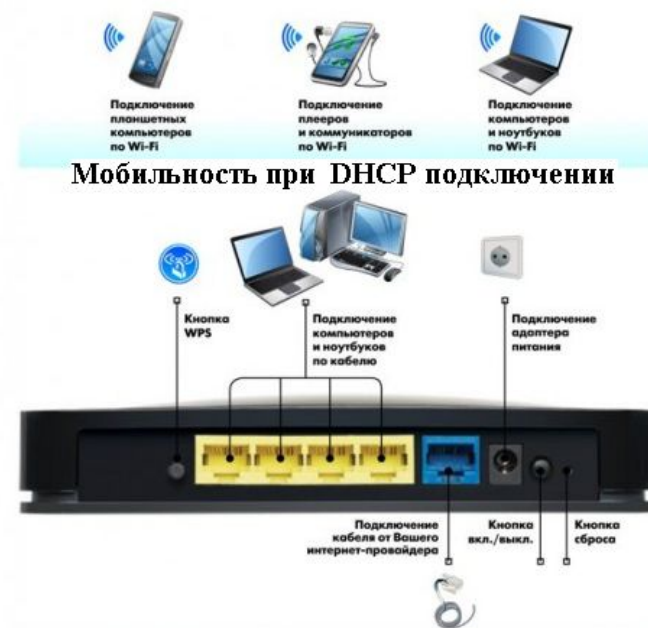 Подключение
планшетных
компьютеров
по Wi-Fi
Подключение
плееров
и коммуникаторов
по Wi-Fi
Подключение
компьютеров
и ноутбуков
по Wi-Fi
Мобильность при DHCP подключении
Кнопка
WPS
Подключение
компьютеров
и ноутбуков
по кабелю
Подключение
адаптера
питания
Подключение
кабеля от Вашего
интернет-провайдера
Кнопка
вкл./выкл.
Кнопка
сброса